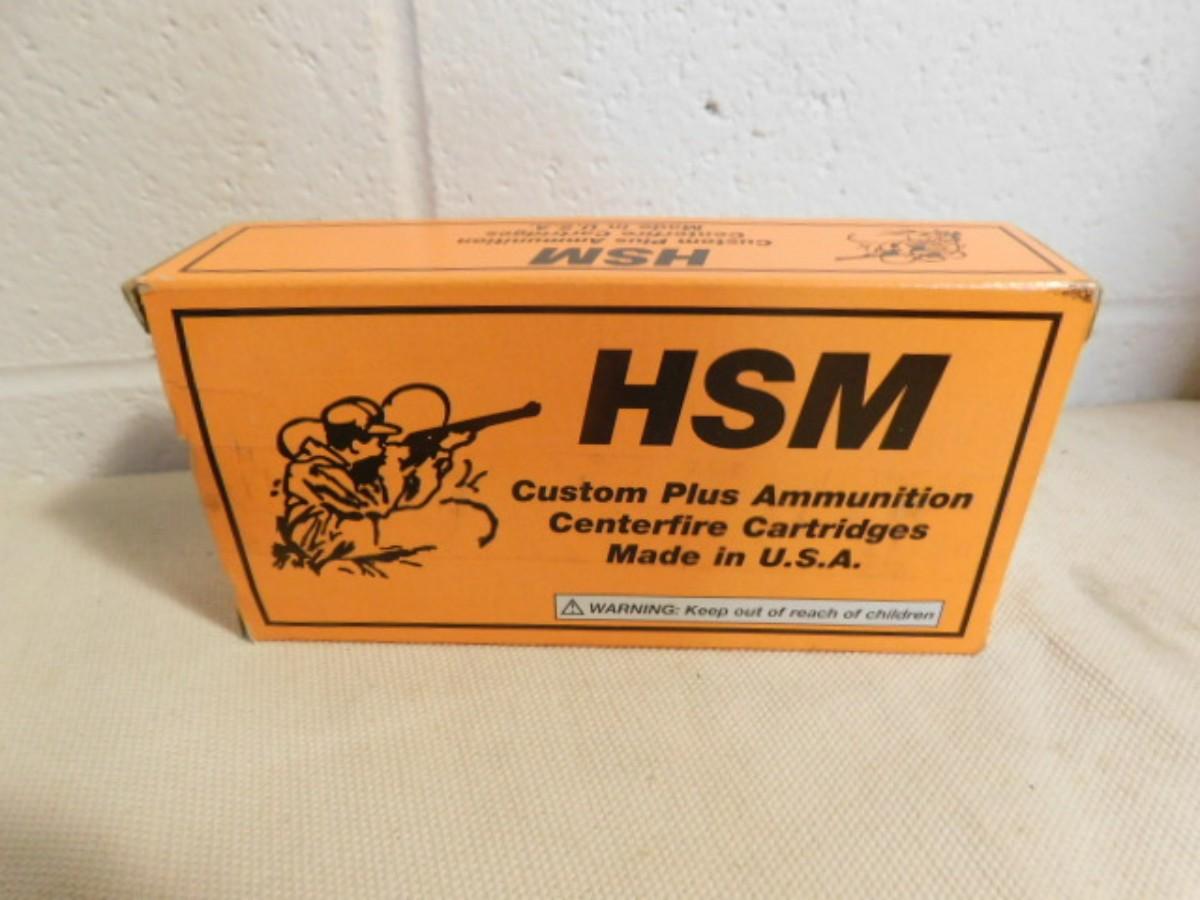 HSM
Custom Plus Ammunition
Centerfire Cartridges
Made in U.S.A.
HSM
Custom Plus Ammunition
Centerfire Cartridges
Made in U.S.A.
WARNING: Keep out of reach of children